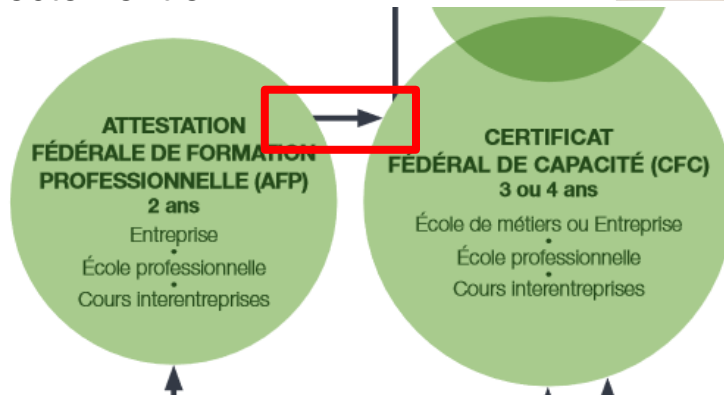 ATTESTATION
FÉDÉRALE DE FORMATION
PROFESSIONNELLE (AFP)
2 ans
Entreprise
•
École professionnelle
•
Cours interentreprises
CERTIFICAT
FÉDÉRAL DE CAPACITÉ (CFC)
3 ou 4 ans
École de métiers ou Entreprise
•
École professionnelle
•
Cours interentreprises